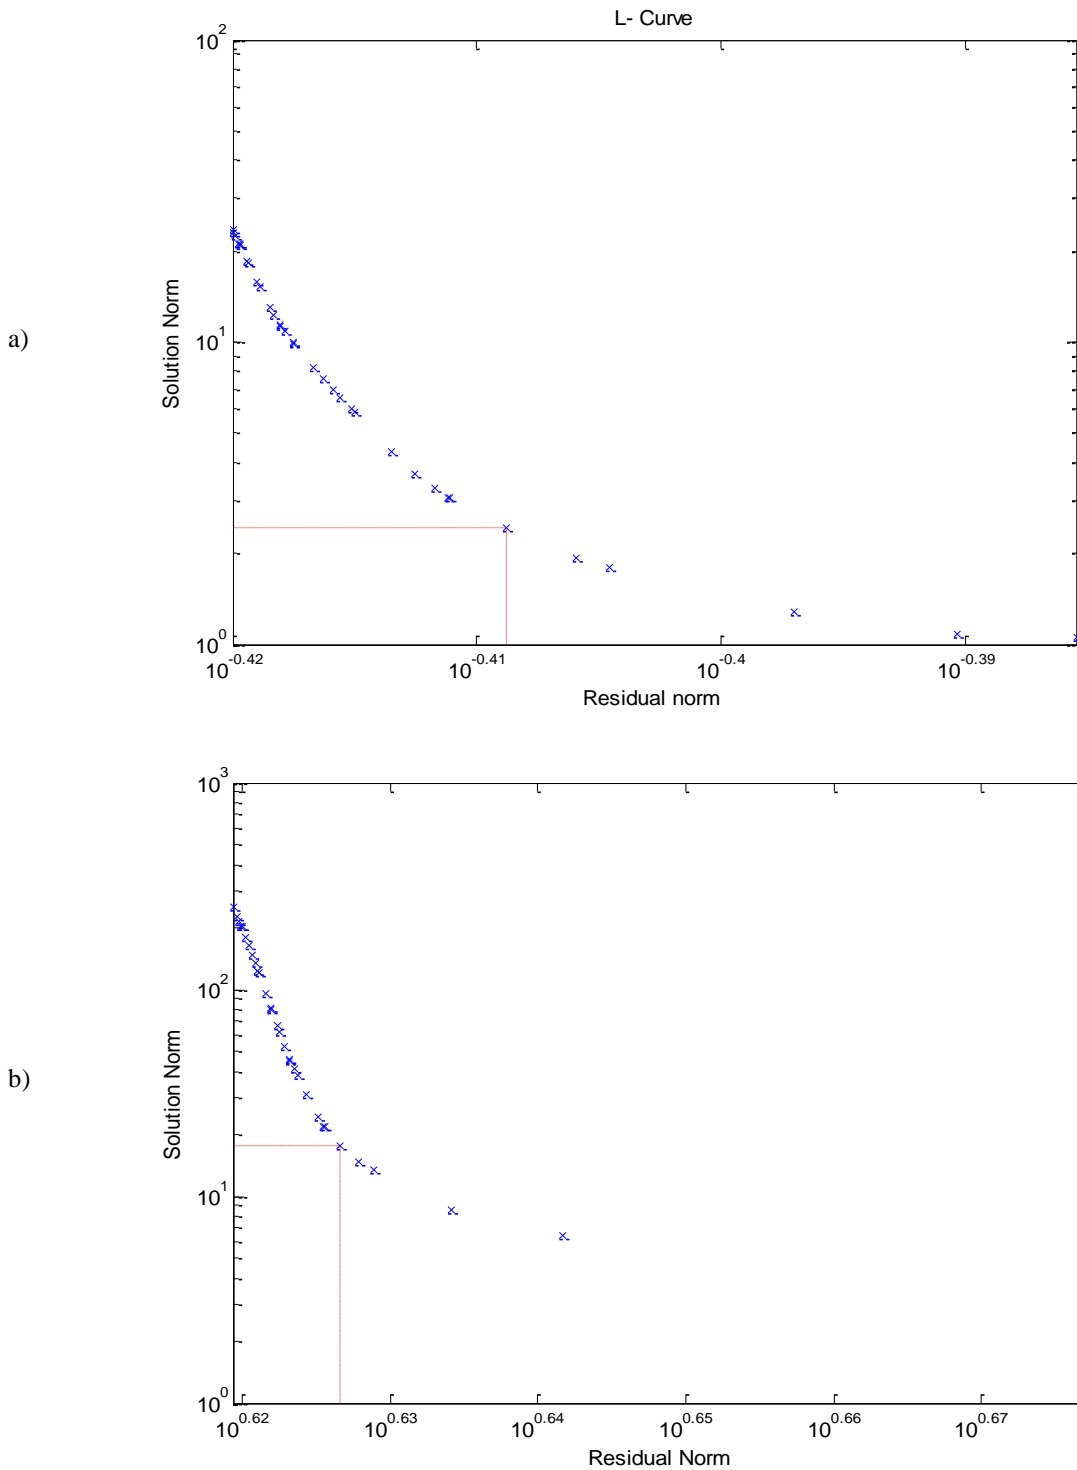 L- Curve
10^2
10^1
10^0
Solution Norm
a)
10^-0.42
10^-0.41
10^-0.4
10^-0.39
Residual norm
10^3
10^2
10^1
10^0
Solution Norm
b)
10^0.62
10^0.63
10^0.64
10^0.65
10^0.66
10^0.67
Residual Norm